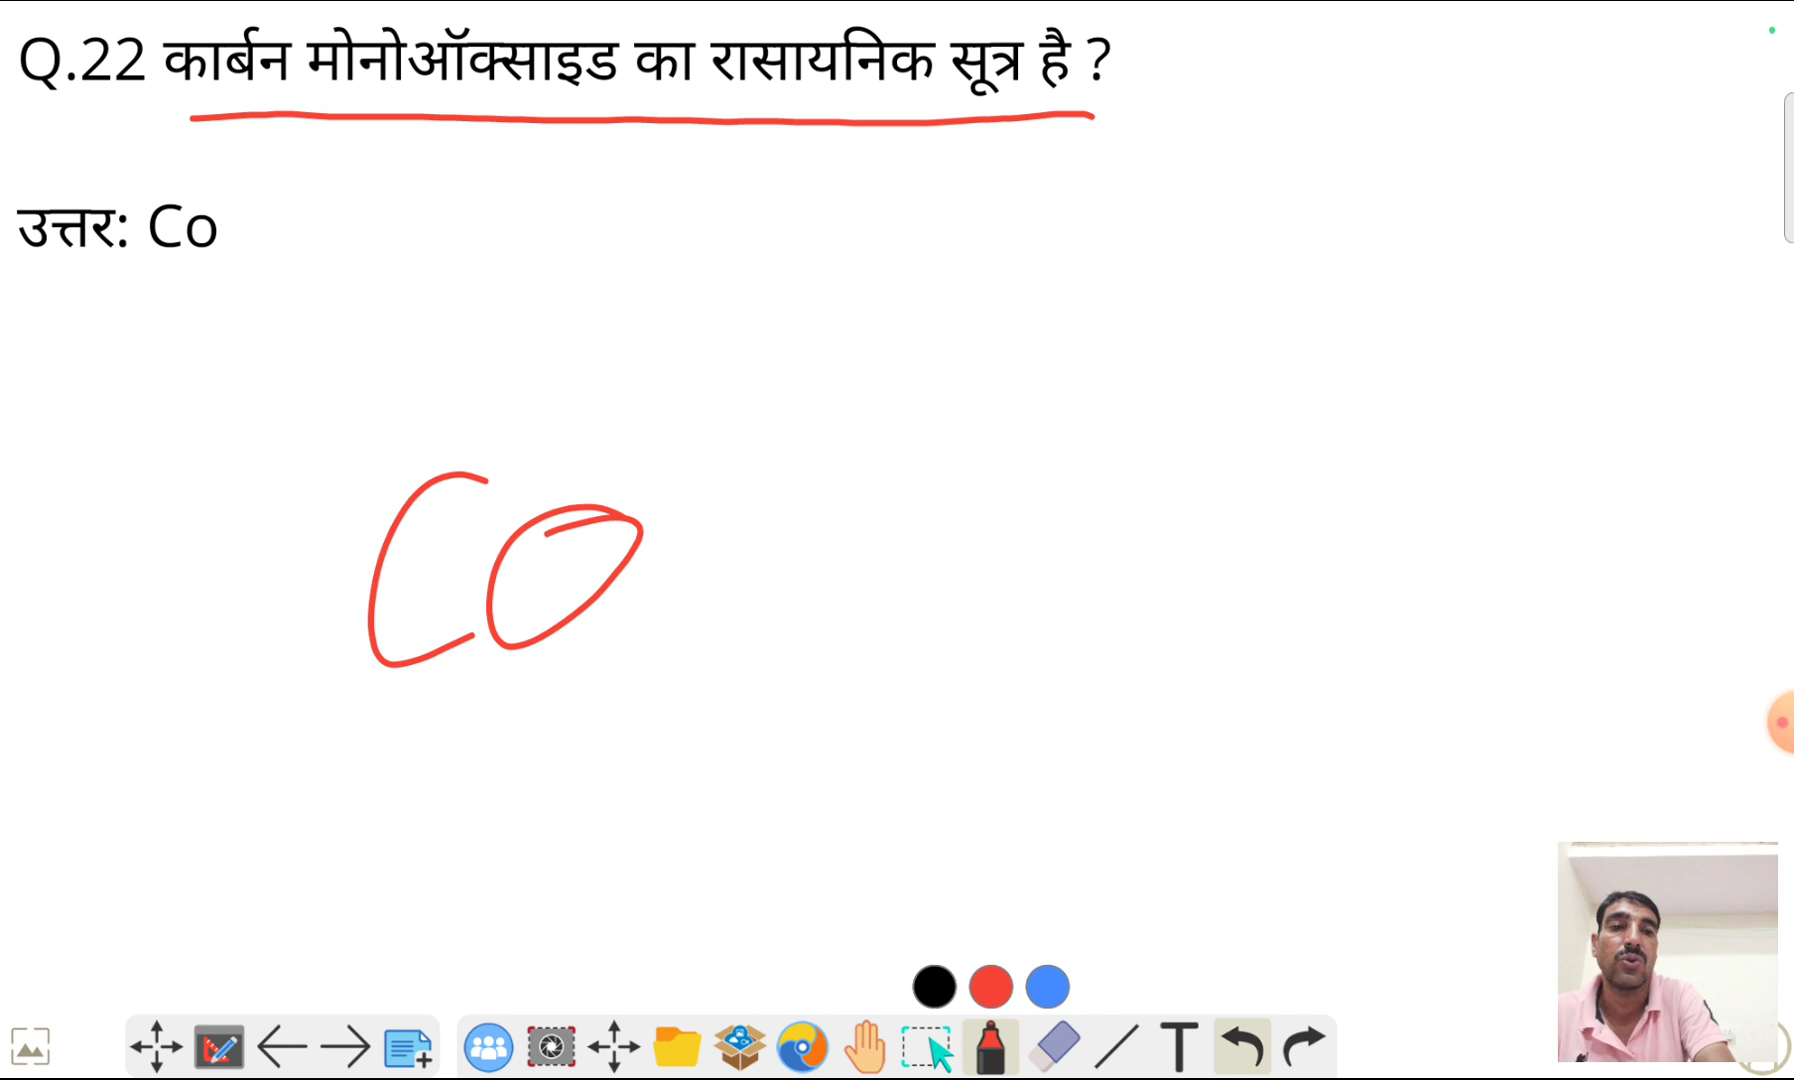 Q.22 कार्बन मोनोऑक्साइड का रासायनिक सूत्र है ?
उत्तर: Co
CO